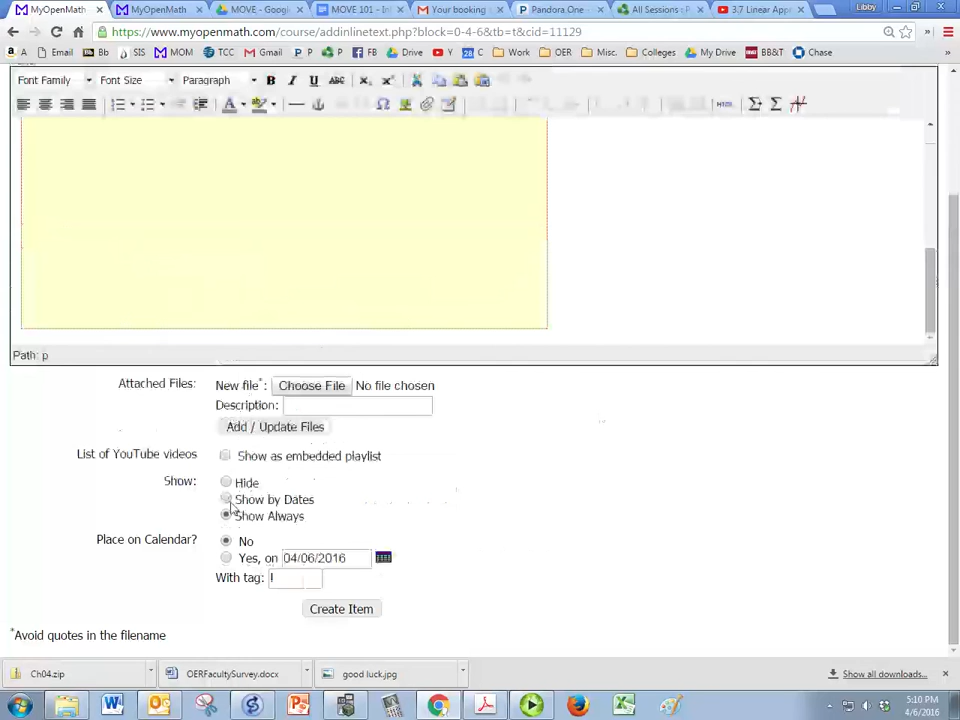 MyOpenMath
MyOpenMath
MOVE - Google
MOVE 101 - In
Your booking
Pandora One
All Sessions
3.7 Linear App
Libby
https://www.myopenmath.com/course/addinlinetext.php?block=0-4-6&tb=t&cid=11129
Email
Bb
SIS
MOM
Gmail
P
P
FB
Drive
Y
C
Work
OER
Misc.
Colleges
My Drive
BB&T
Chase
Font Family
Font Size
Paragraph
B I U ABC
HTML
Path: p
Attached Files:
New file*: Choose File No file chosen
Description:
Add / Update Files
List of YouTube videos
Show as embedded playlist
Show:
Hide
Show by Dates
Show Always
Place on Calendar?
No
Yes, on 04/06/2016
With tag: !
Create Item
*Avoid quotes in the filename
Ch04.zip
OERFacultySurvey.docx
good luck.jpg
Show all downloads...
5:10 PM
4/6/2016